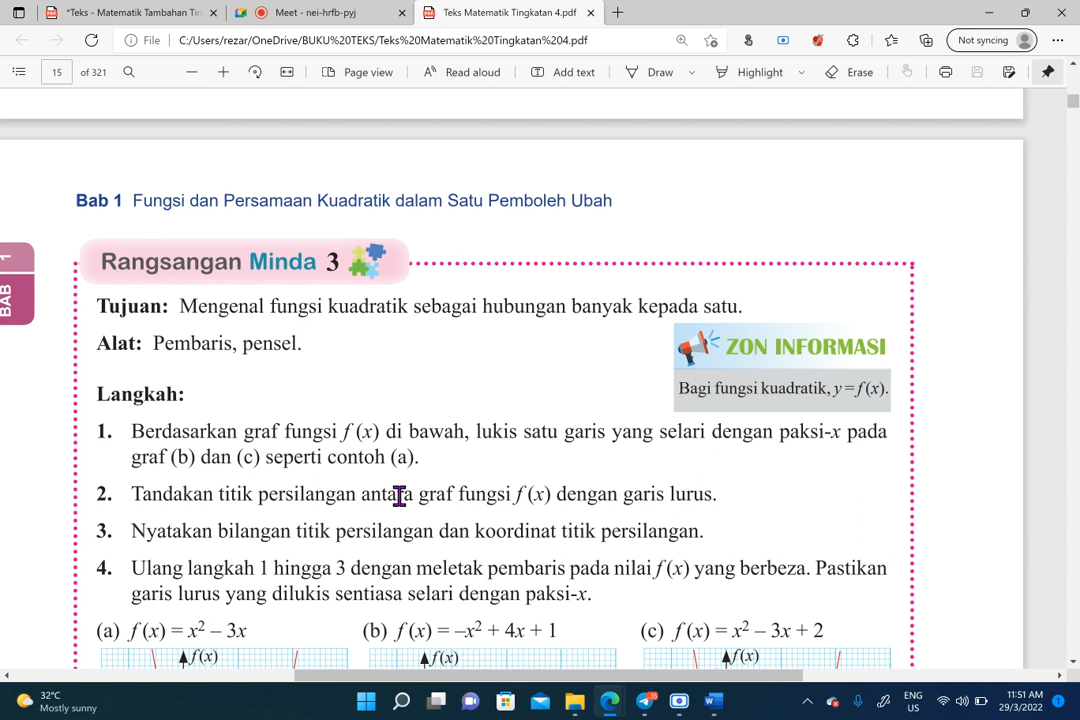 *Teks - Matematik Tambahan Tin
Meet - nei-hrfb-pyj
Teks Matematik Tingkatan 4.pdf
File C:/Users/rezar/OneDrive/BUKU%20TEKS/Teks%20Matematik%20Tingkatan%204.pdf
Not syncing
15 of 321
Page view
Read aloud
Add text
Draw
Highlight
Erase
Bab 1 Fungsi dan Persamaan Kuadratik dalam Satu Pemboleh Ubah
BAB 1
Rangsangan Minda 3
Tujuan: Mengenal fungsi kuadratik sebagai hubungan banyak kepada satu.
Alat: Pembaris, pensel.
ZON INFORMASI
Bagi fungsi kuadratik, y = f(x).
Langkah:
1. Berdasarkan graf fungsi f (x) di bawah, lukis satu garis yang selari dengan paksi-x pada
graf (b) dan (c) seperti contoh (a).
2. Tandakan titik persilangan antara graf fungsi f (x) dengan garis lurus.
3. Nyatakan bilangan titik persilangan dan koordinat titik persilangan.
4. Ulang langkah 1 hingga 3 dengan meletak pembaris pada nilai f (x) yang berbeza. Pastikan
garis lurus yang dilukis sentiasa selari dengan paksi-x.
(a) f (x) = x² – 3x
(b) f (x) = –x² + 4x + 1
(c) f (x) = x² – 3x + 2
f(x)
f(x)
f(x)
32°C
Mostly sunny
35
ENG
US
11:51 AM
29/3/2022
1